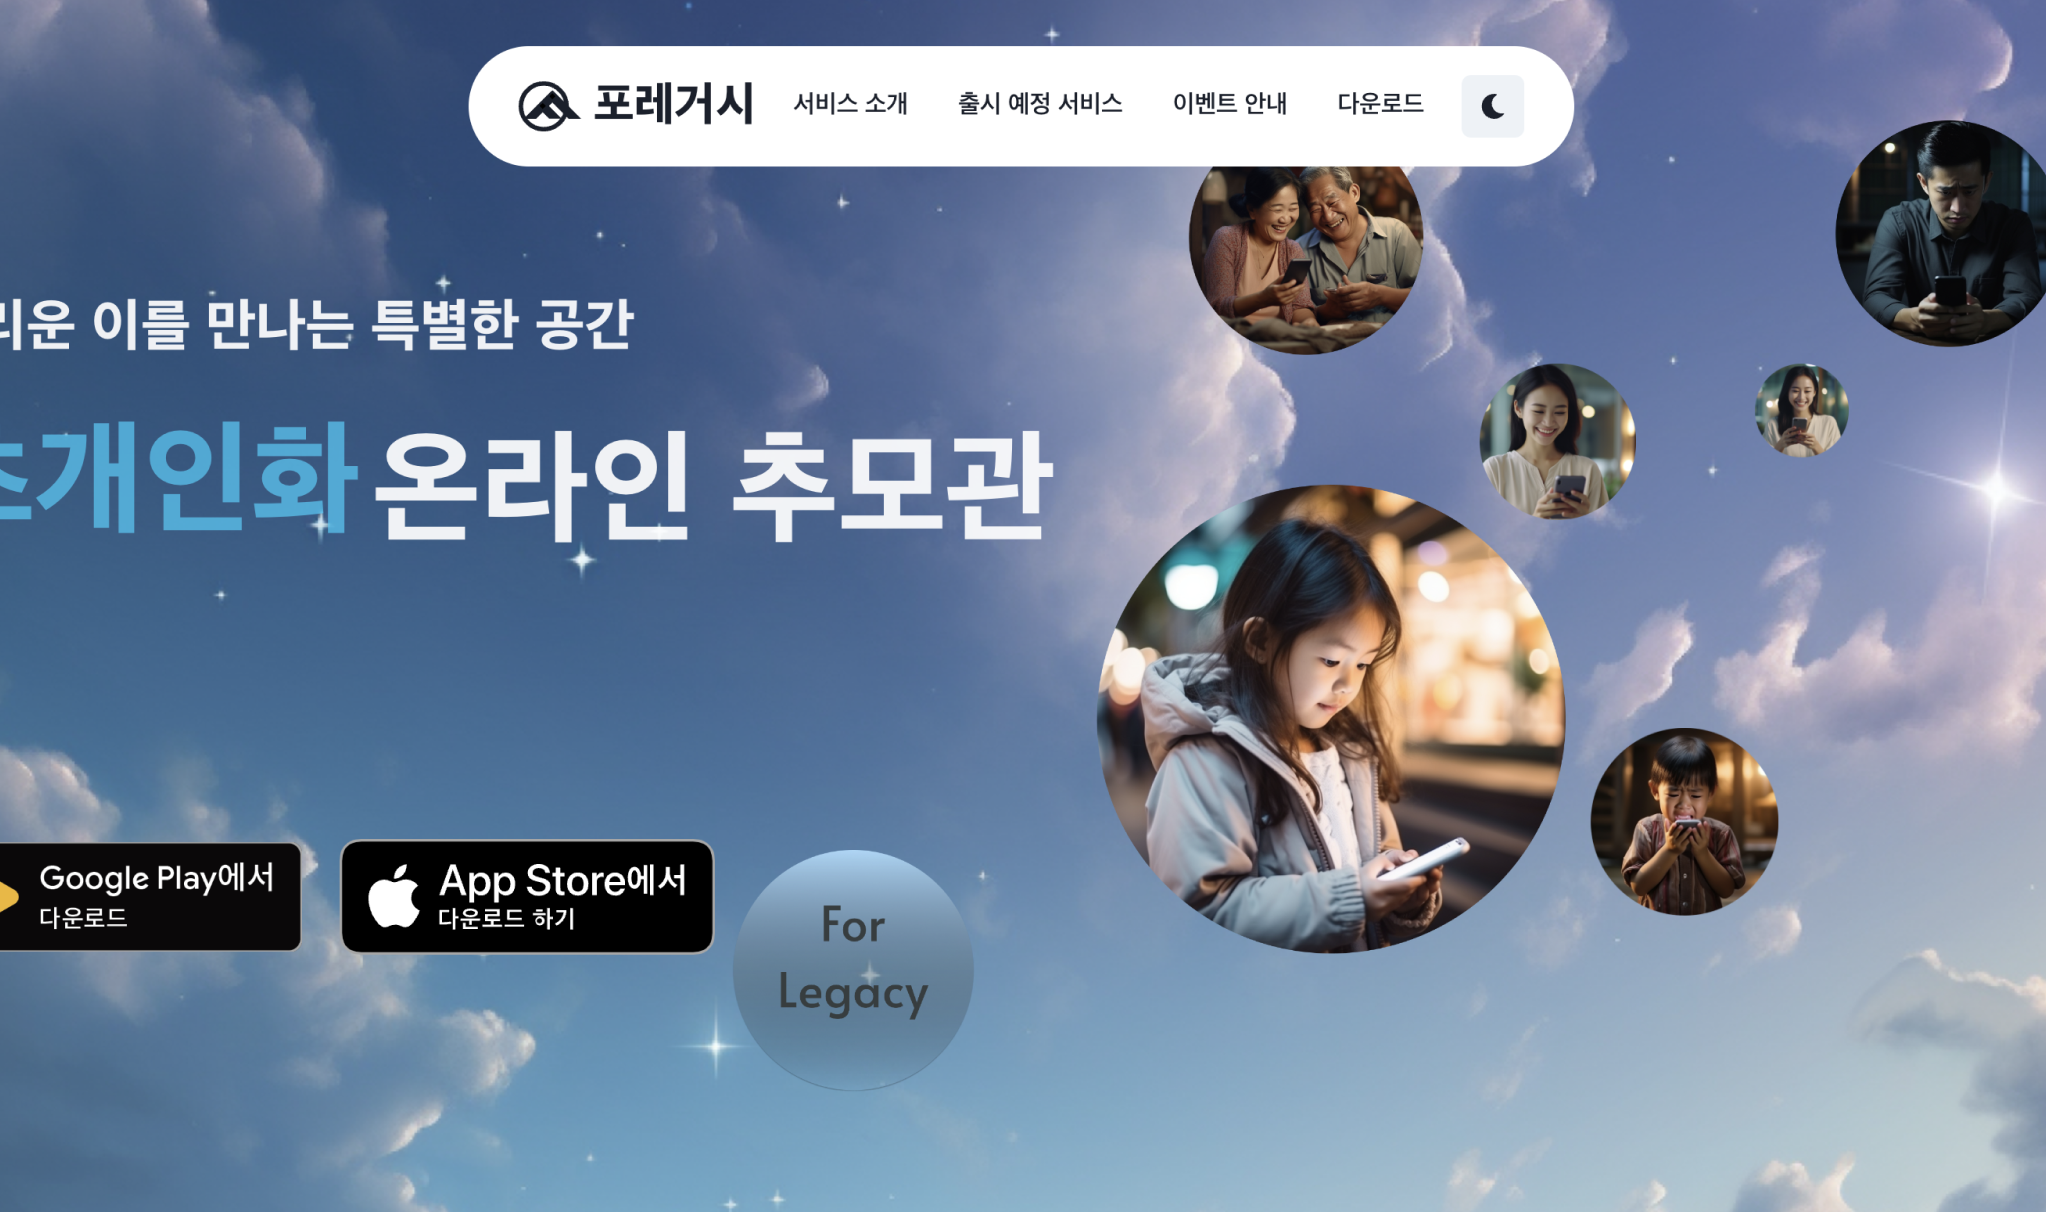 포레거시 서비스 소개 출시 예정 서비스 이벤트 안내 다운로드
이를 만나는 특별한 공간
개인화 온라인 추모관
Google Play에서
다운로드
App Store에서
다운로드 하기
For
Legacy